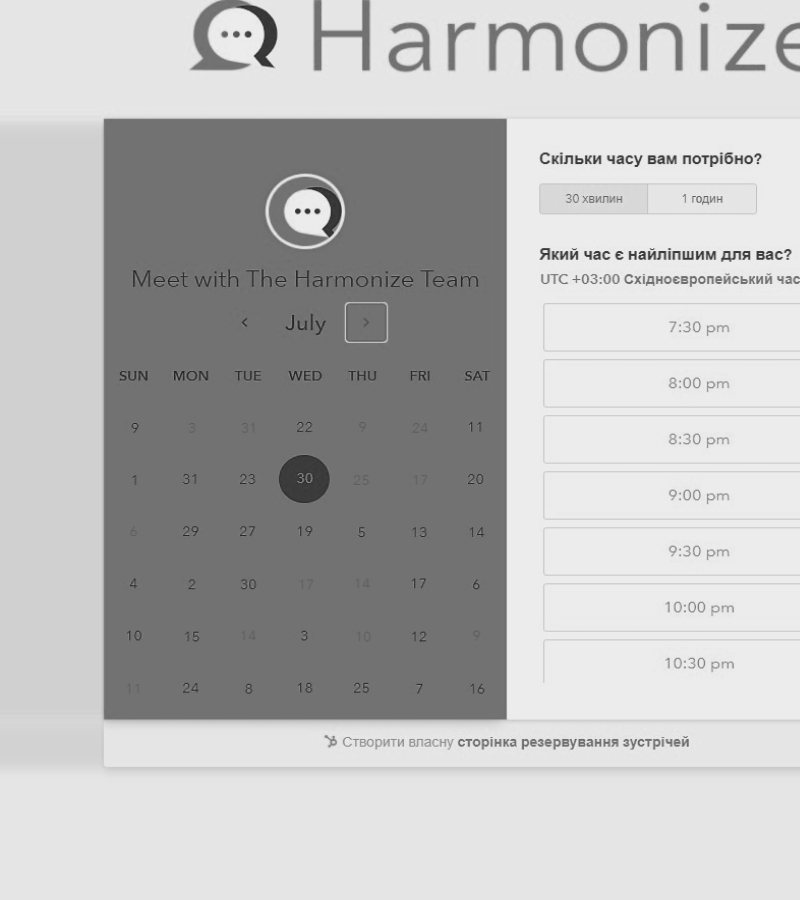 Harmonize
Meet with The Harmonize Team
July
SUN MON TUE WED THU FRI SAT
9 3 31 22 9 24 11
1 31 23 30 25 17 20
6 29 27 19 5 13 14
4 2 30 17 14 17 6
10 15 14 3 10 12 9
11 24 8 18 25 7 16
Скільки часу вам потрібно?
30 хвилин 1 годин
Який час є найліпшим для вас?
UTC +03:00 Східноєвропейський час
7:30 pm
8:00 pm
8:30 pm
9:00 pm
9:30 pm
10:00 pm
10:30 pm
Створити власну сторінка резервування зустрічей